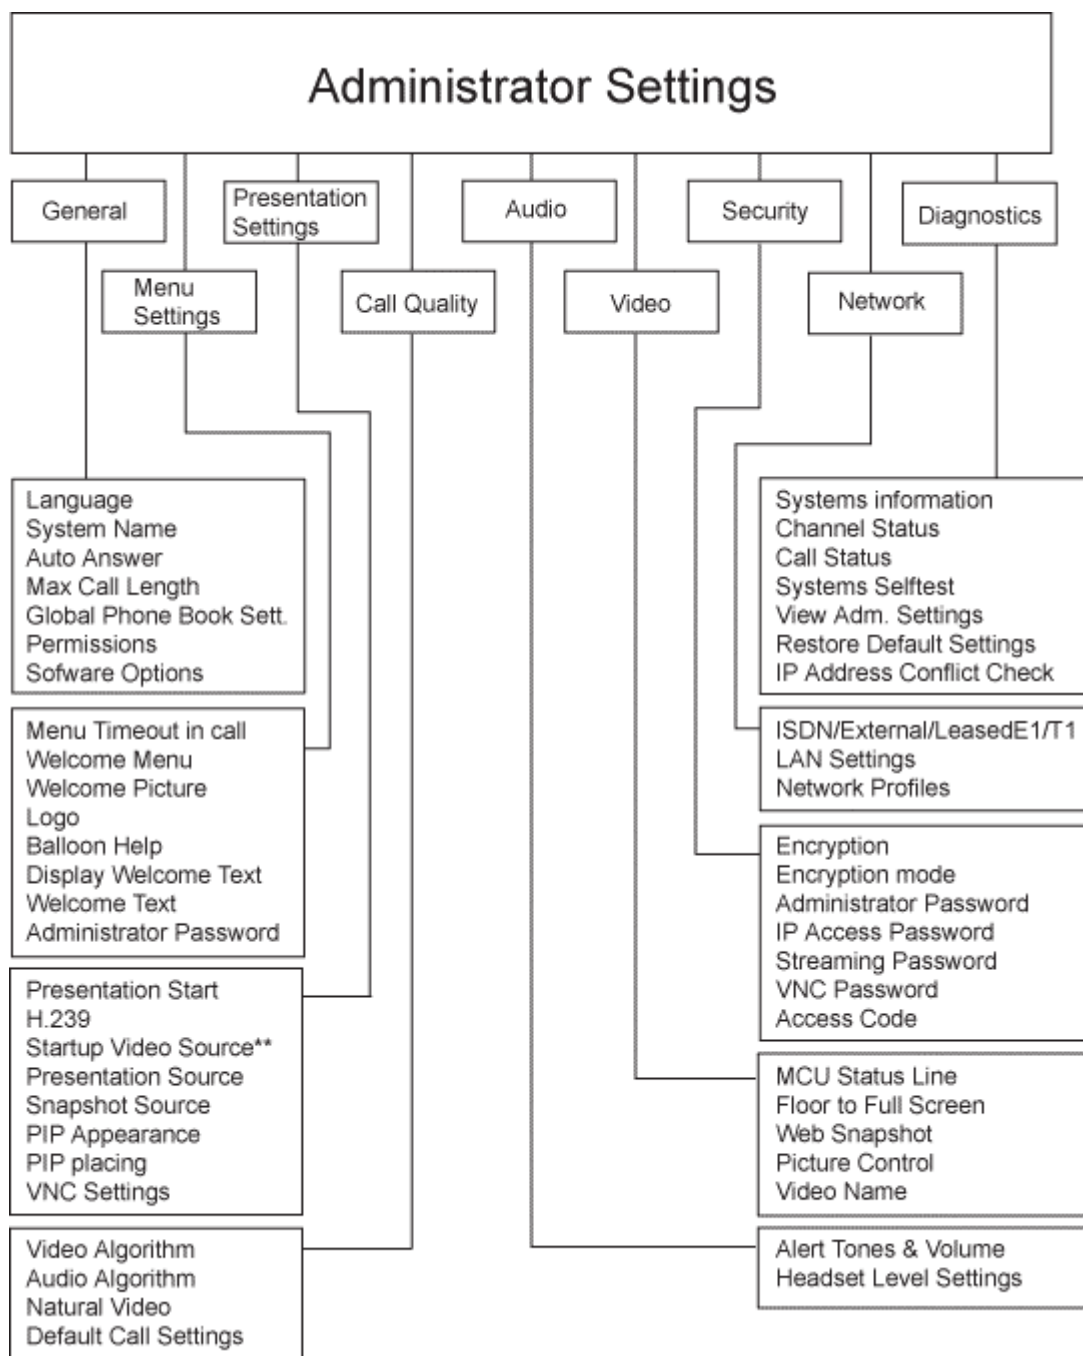 Administrator Settings
General
Presentation
Settings
Audio
Security
Diagnostics
Menu
Settings
Call Quality
Video
Network
Language
System Name
Auto Answer
Max Call Length
Global Phone Book Sett.
Permissions
Sofware Options
Menu Timeout in call
Welcome Menu
Welcome Picture
Logo
Balloon Help
Display Welcome Text
Welcome Text
Administrator Password
Presentation Start
H.239
Startup Video Source**
Presentation Source
Snapshot Source
PIP Appearance
PIP placing
VNC Settings
Video Algorithm
Audio Algorithm
Natural Video
Default Call Settings
Systems information
Channel Status
Call Status
Systems Selftest
View Adm. Settings
Restore Default Settings
IP Address Conflict Check
ISDN/External/LeasedE1/T1
LAN Settings
Network Profiles
Encryption
Encryption mode
Administrator Password
IP Access Password
Streaming Password
VNC Password
Access Code
MCU Status Line
Floor to Full Screen
Web Snapshot
Picture Control
Video Name
Alert Tones & Volume
Headset Level Settings